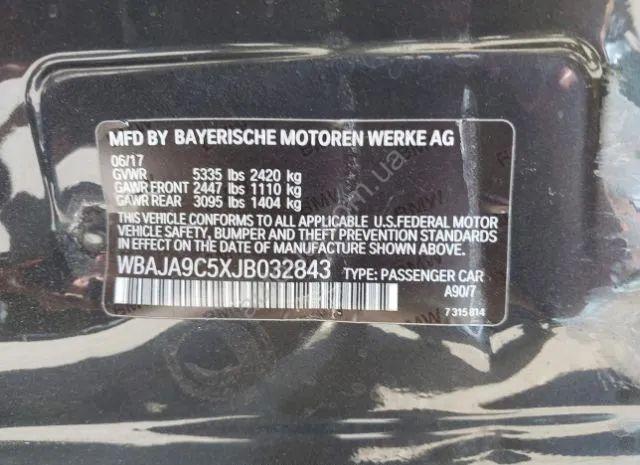 MFD BY BAYERISCHE MOTOREN WERKE AG
06/17
GVWR 5335 lbs 2420 kg
GAWR FRONT 2447 lbs 1110 kg
GAWR REAR 3095 lbs 1404 kg
THIS VEHICLE CONFORMS TO ALL APPLICABLE U.S.FEDERAL MOTOR
VEHICLE SAFETY, BUMPER AND THEFT PREVENTION STANDARDS
IN EFFECT ON THE DATE OF MANUFACTURE SHOWN ABOVE.
WBAJA9C5XJB032843 TYPE: PASSENGER CAR
A90/7
7 315 814